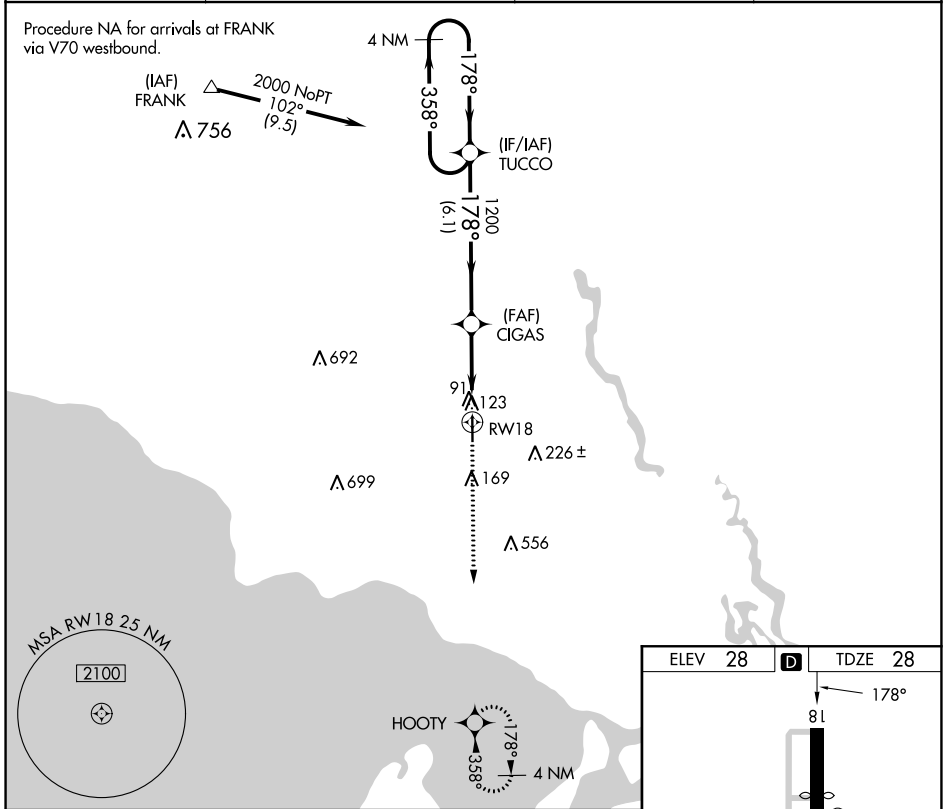 Procedure NA for arrivals at FRANK
via V70 westbound.
4 NM
178°
358°
(IAF)
FRANK
2000 NoPT
102°
(9.5)
756
(IF/IAF)
TUCCO
1200
178°
(6.1)
(FAF)
CIGAS
692
91
123
RW18
226 ±
699
169
556
MSA RW18 25 NM
2100
HOOTY
178°
358°
4 NM
ELEV 28
D
TDZE 28
178°
18